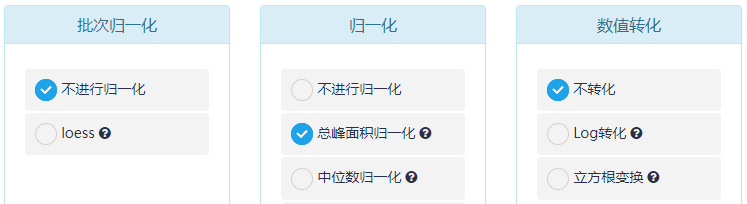 批次归一化
不进行归一化
loess
归一化
不进行归一化
总峰面积归一化
中位数归一化
数值转化
不转化
Log转化
立方根变换